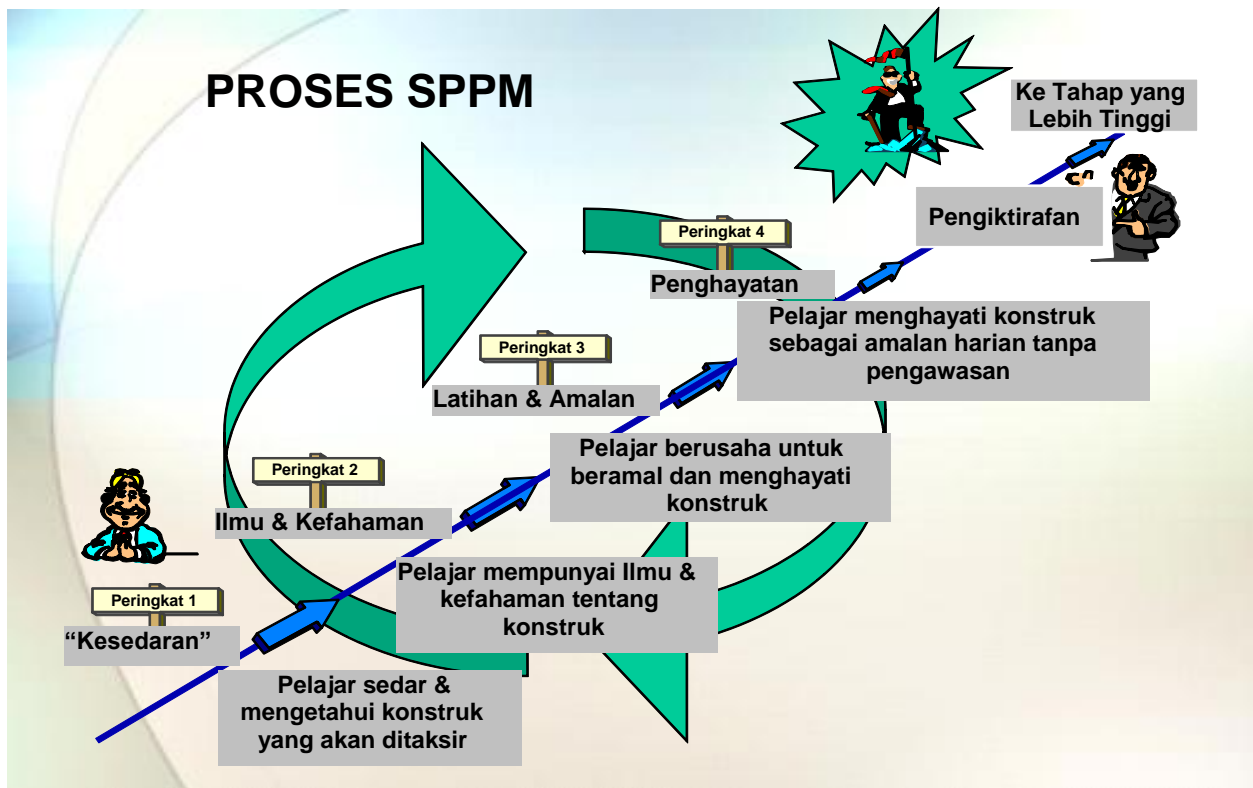 PROSES SPPM
Ke Tahap yang
Lebih Tinggi
Pengiktirafan
Peringkat 4
Penghayatan
Pelajar menghayati konstruk
sebagai amalan harian tanpa
pengawasan
Peringkat 3
Latihan & Amalan
Pelajar berusaha untuk
beramal dan menghayati
konstruk
Peringkat 2
Ilmu & Kefahaman
Pelajar mempunyai Ilmu &
kefahaman tentang
konstruk
Peringkat 1
“Kesedaran”
Pelajar sedar &
mengetahui konstruk
yang akan ditaksir